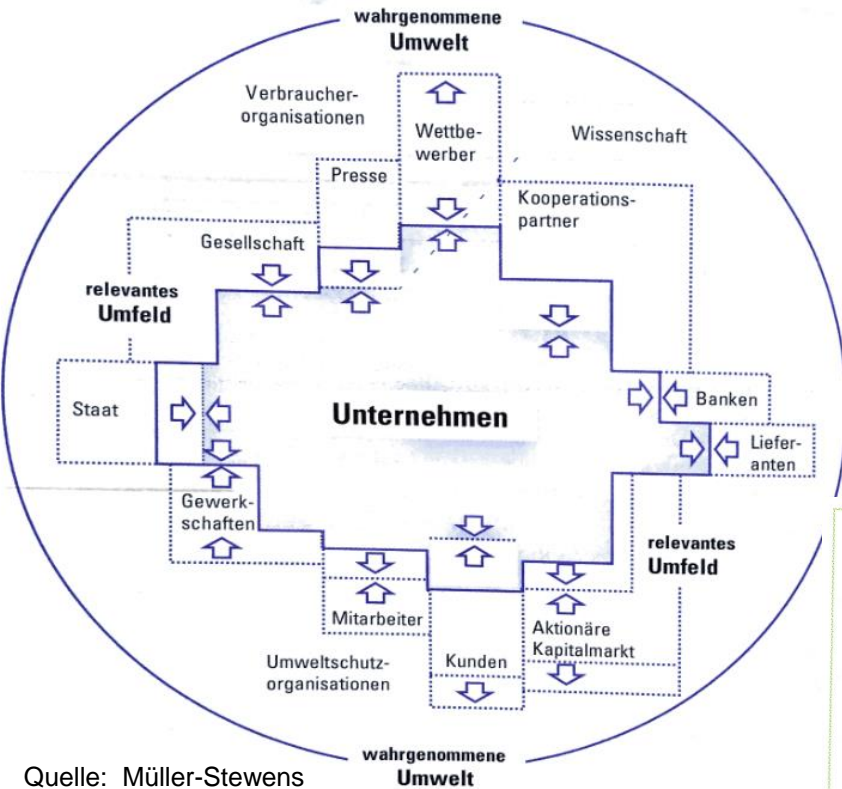 wahrgenommene
Umwelt
Verbraucher-
organisationen
Wettbe-
werber
Wissenschaft
Presse
Kooperations-
partner
Gesellschaft
relevantes
Umfeld
Staat
Unternehmen
Banken
Liefer-
anten
Gewerk-
schaften
relevantes
Umfeld
Mitarbeiter
Aktionäre
Kapitalmarkt
Umweltschutz-
organisationen
Kunden
wahrgenommene
Umwelt
Quelle: Müller-Stewens